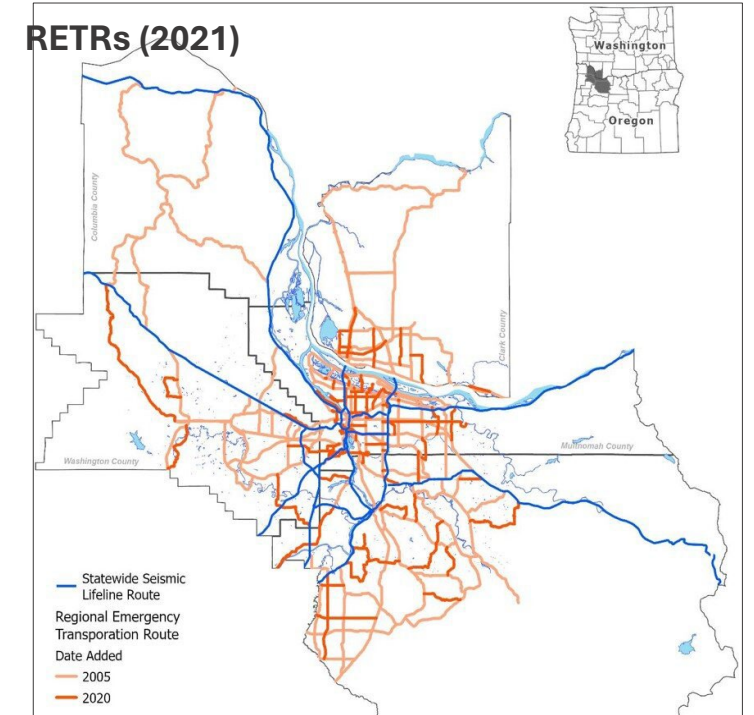 RETRs (2021)
Washington
Oregon
Columbia County
Clark County
Multnomah County
Washington County
Statewide Seismic
Lifeline Route
Regional Emergency
Transporation Route
Date Added
2005
2020